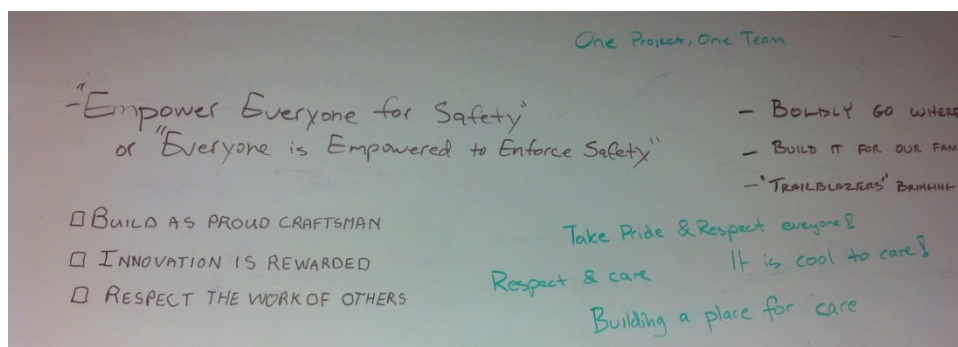 One Project, One Team
- "Empower Everyone for Safety"
or "Everyone is Empowered to Enforce Safety"
- BOLDLY GO WHERE
- BUILD IT FOR OUR FAM
- "TRAILBLAZERS"
□ BUILD AS PROUD CRAFTSMAN
□ INNOVATION IS REWARDED
□ RESPECT THE WORK OF OTHERS
Take Pride & Respect everyone!
It is cool to care!
Respect & care
Building a place for care